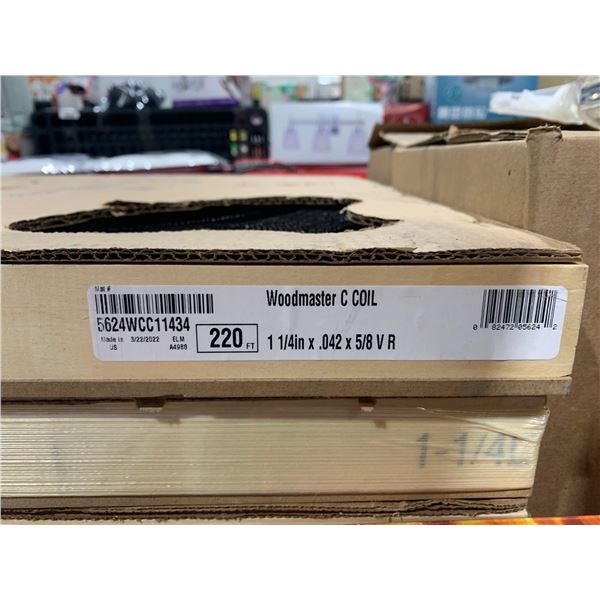 Mat #
Woodmaster C COIL
5624WCC11434
Made in 3/22/2022 ELM
US A4988
220 FT
1 1/4in x .042 x 5/8 V R
0 82472 05624 2
1-1/4